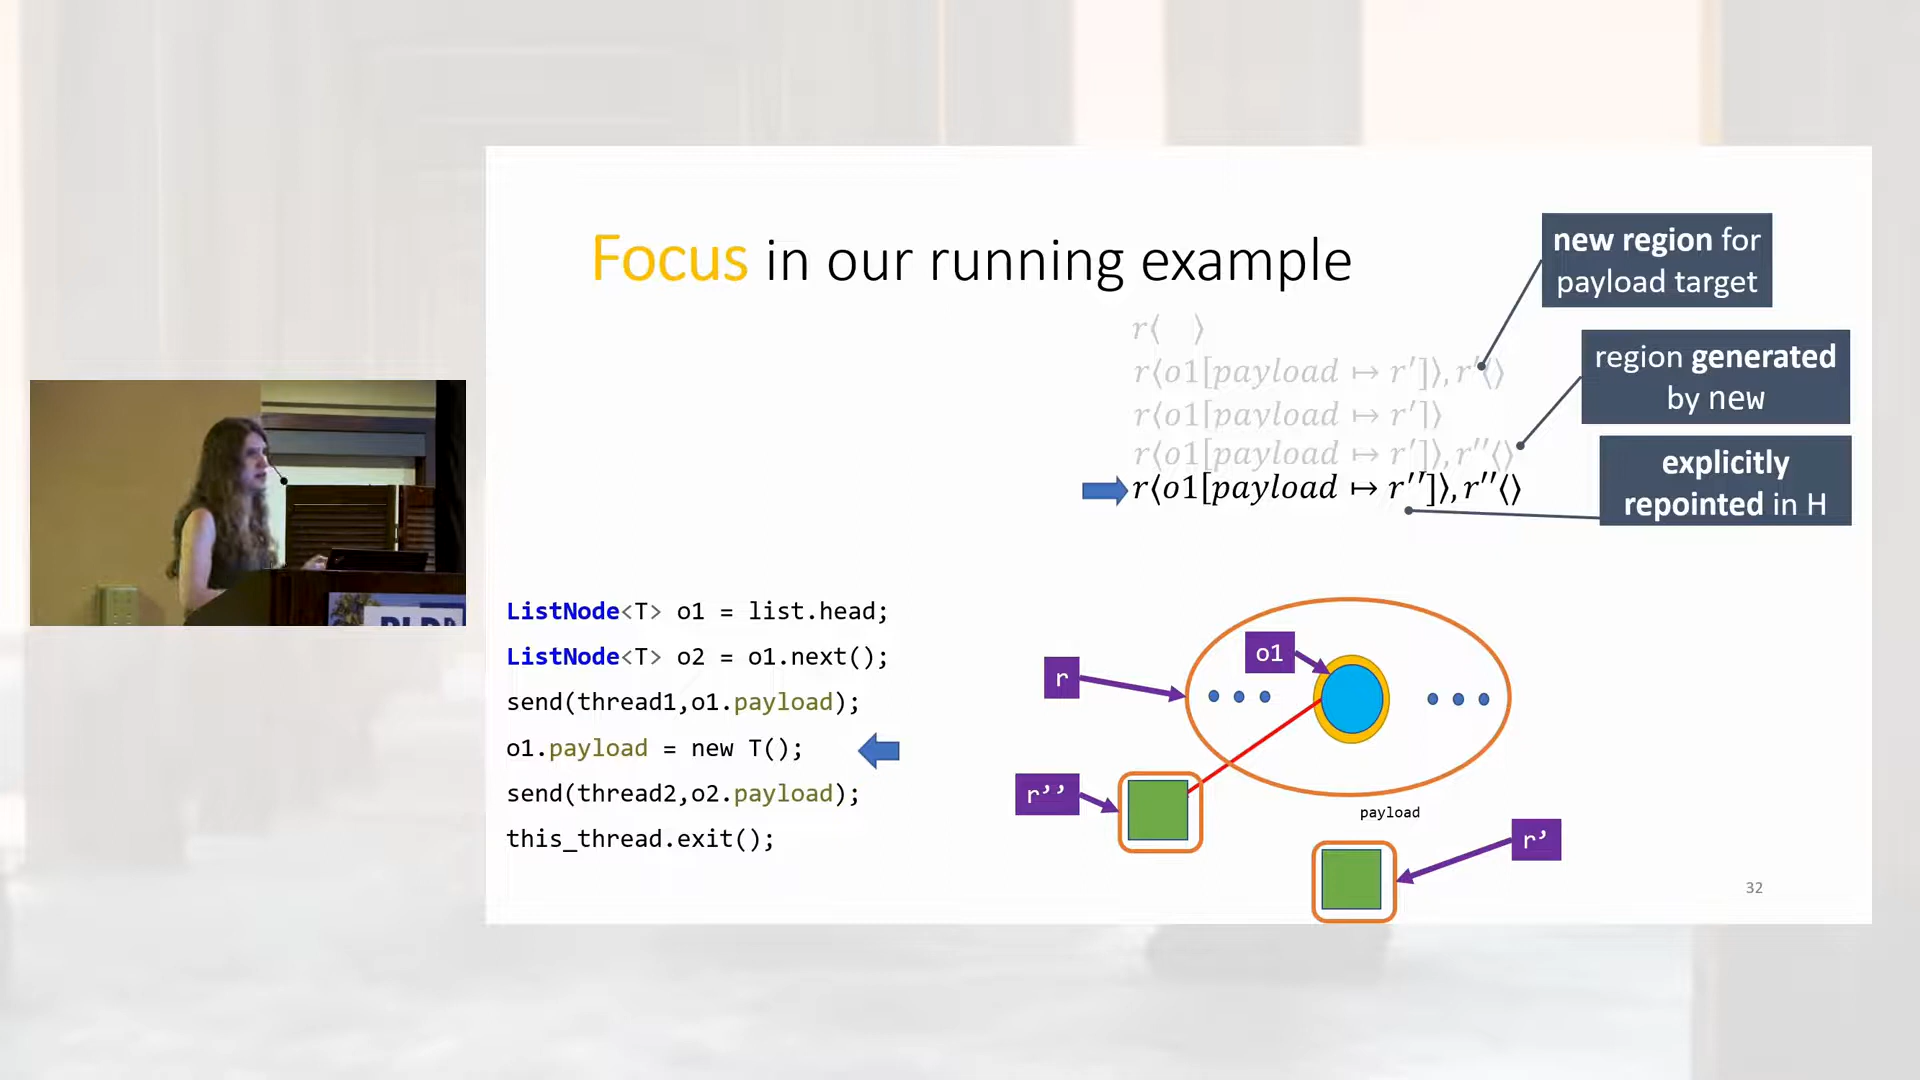 Focus in our running example
new region for
payload target
region generated
by new
explicitly
repointed in H
r⟨ ⟩
r⟨o1[payload ↦ r′]⟩, r′⟨⟩
r⟨o1[payload ↦ r′]⟩
r⟨o1[payload ↦ r′]⟩, r′′⟨⟩
r⟨o1[payload ↦ r′′]⟩, r′′⟨⟩
ListNode<T> o1 = list.head;
ListNode<T> o2 = o1.next();
send(thread1,o1.payload);
o1.payload = new T();
send(thread2,o2.payload);
this_thread.exit();
o1
r
r’’
payload
r’
32